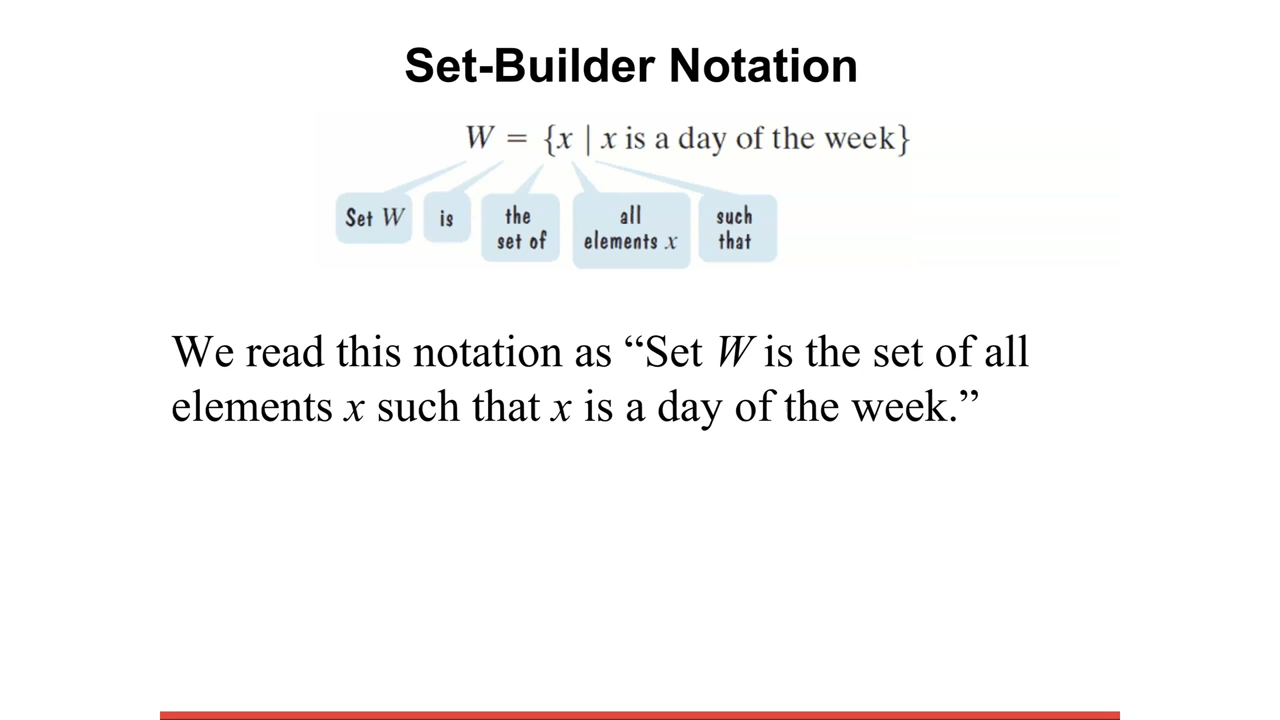 Set-Builder Notation
W = {x | x is a day of the week}
Set W is the set of all elements x such that
We read this notation as “Set W is the set of all
elements x such that x is a day of the week.”